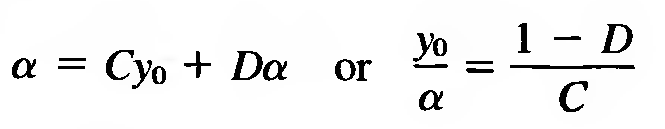 α = Cy₀ + Dα or y₀/α = (1 − D)/C